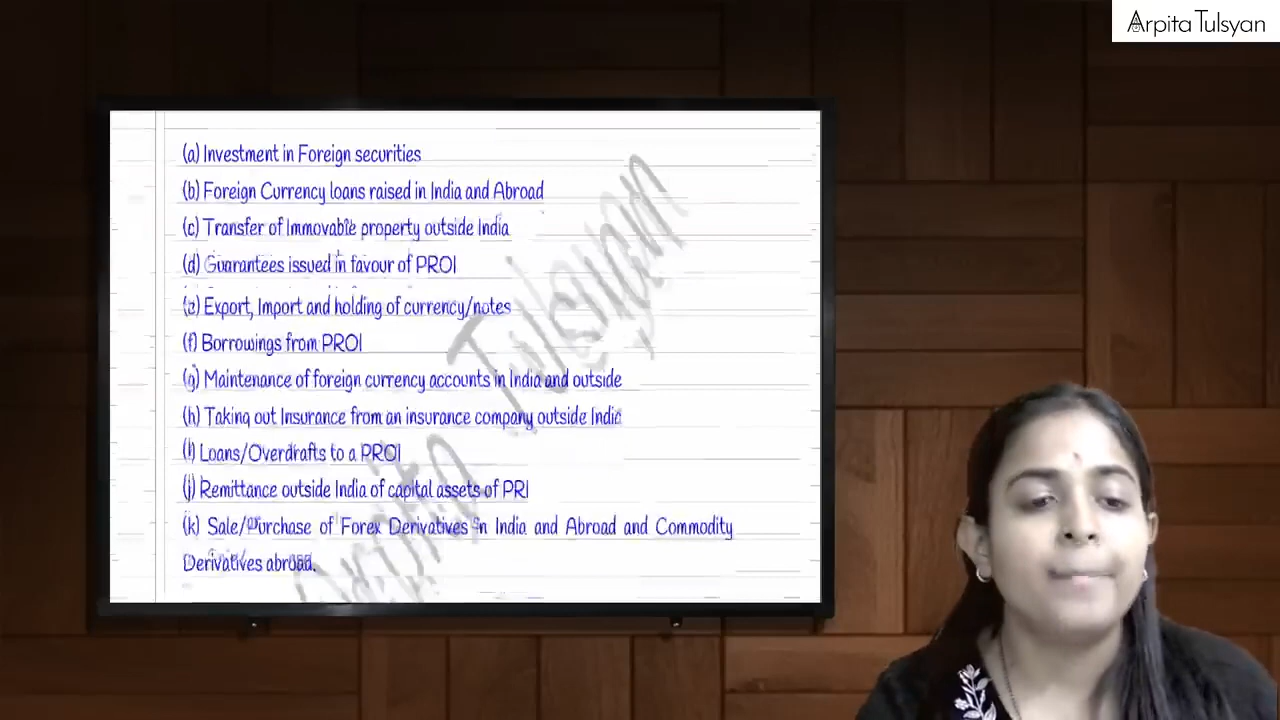 Arpita Tulsyan
(a) Investment in Foreign securities
(b) Foreign Currency loans raised in India and Abroad
(c) Transfer of Immovable property outside India
(d) Guarantees issued in favour of PROI
(e) Export, Import and holding of currency/notes
(f) Borrowings from PROI
(g) Maintenance of foreign currency accounts in India and outside
(h) Taking out Insurance from an insurance company outside India
(i) Loans/Overdrafts to a PROI
(j) Remittance outside India of capital assets of PRI
(k) Sale/Purchase of Forex Derivatives in India and Abroad and Commodity
Derivatives abroad.
Arpita Tulsyan